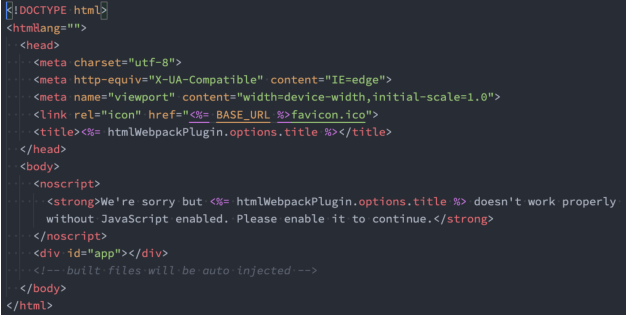 <!DOCTYPE html>
<html lang="">
<head>
<meta charset="utf-8">
<meta http-equiv="X-UA-Compatible" content="IE=edge">
<meta name="viewport" content="width=device-width,initial-scale=1.0">
<link rel="icon" href="<%= BASE_URL %>favicon.ico">
<title><%= htmlWebpackPlugin.options.title %></title>
</head>
<body>
<noscript>
<strong>We're sorry but <%= htmlWebpackPlugin.options.title %> doesn't work properly
without JavaScript enabled. Please enable it to continue.</strong>
</noscript>
<div id="app"></div>
<!-- built files will be auto injected -->
</body>
</html>